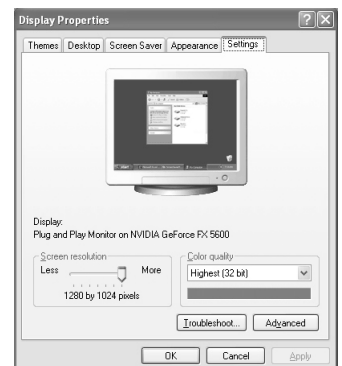 Display Properties
Themes Desktop Screen Saver Appearance Settings
Display:
Plug and Play Monitor on NVIDIA GeForce FX 5600
Screen resolution
Less More
1280 by 1024 pixels
Color quality
Highest (32 bit)
Troubleshoot... Advanced
OK Cancel Apply